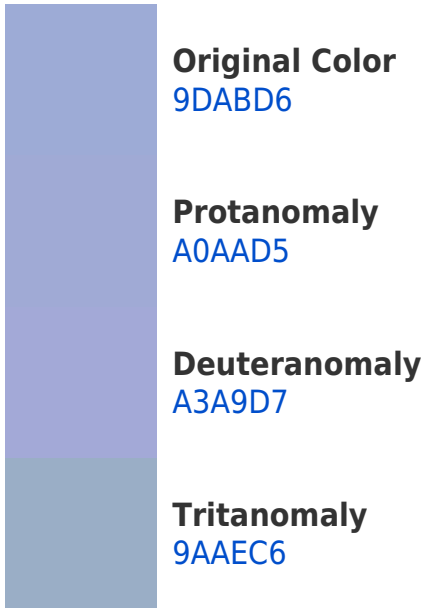 Original Color
9DABD6
Protanomaly
A0AAD5
Deuteranomaly
A3A9D7
Tritanomaly
9AAEC6